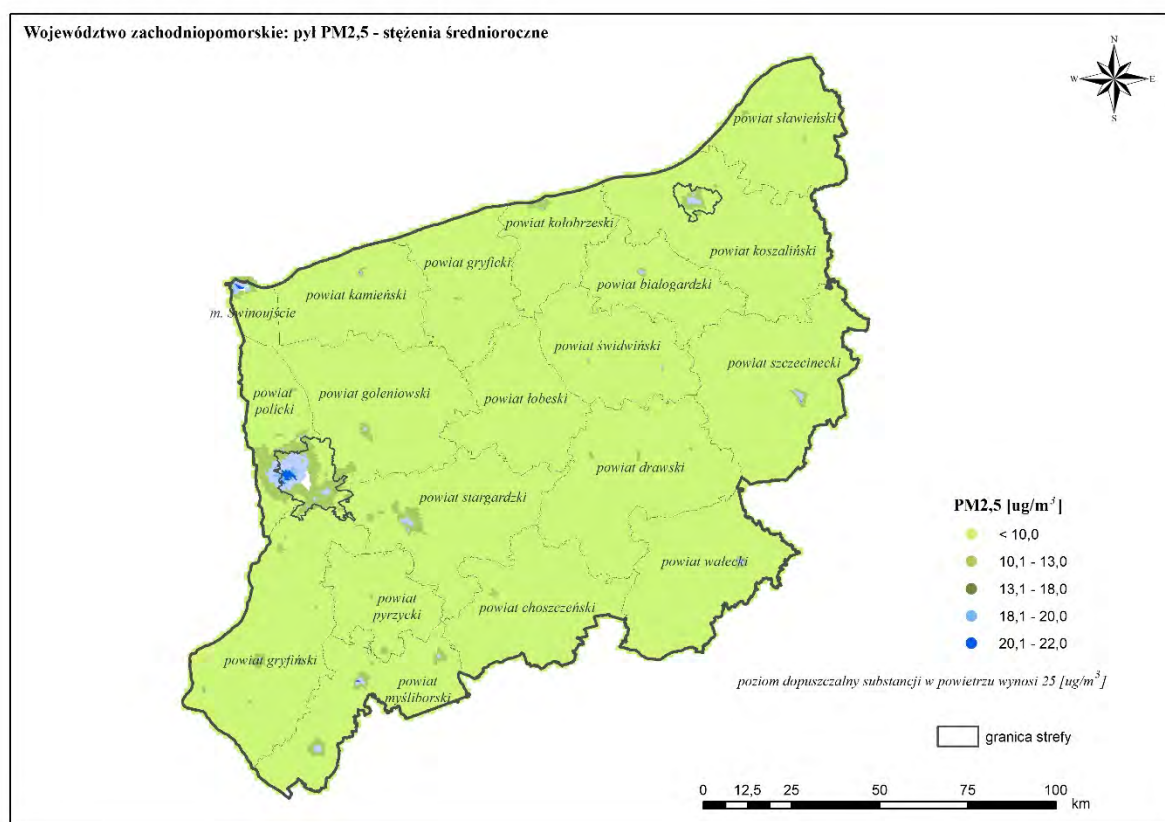 Województwo zachodniopomorskie: pył PM2,5 - stężenia średnioroczne
N
W
E
S
powiat sławieński
powiat kołobrzeski
powiat koszaliński
powiat gryficki
powiat białogardzki
powiat kamieński
m. Świnoujście
powiat świdwiński
powiat szczecinecki
powiat
policki
powiat goleniowski
powiat łobeski
powiat drawski
powiat stargardzki
powiat wałecki
powiat
pyrzycki
powiat choszczeński
powiat gryfiński
powiat
myśliborski
PM2,5 [ug/m³]
< 10,0
10,1 - 13,0
13,1 - 18,0
18,1 - 20,0
20,1 - 22,0
poziom dopuszczalny substancji w powietrzu wynosi 25 [ug/m³]
granica strefy
0 12,5 25 50 75 100
km